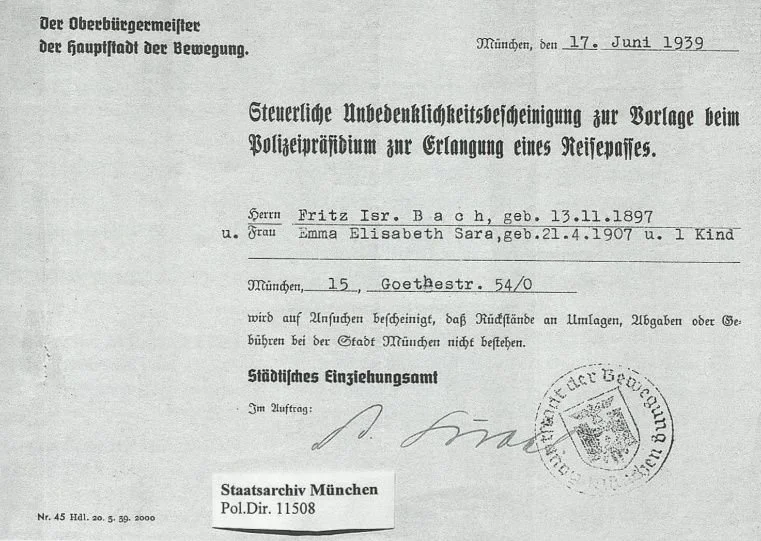 Der Oberbürgermeister
der Hauptstadt der Bewegung.
München, den 17. Juni 1939
Steuerliche Unbedenklichkeitsbescheinigung zur Vorlage beim
Polizeipräsidium zur Erlangung eines Reisepasses.
Herrn Fritz Isr. B a c h, geb. 13.11.1897
u. Frau Emma Elisabeth Sara,geb.21.4.1907 u. 1 Kind
München, 15, Goethestr. 54/0
wird auf Ansuchen bescheinigt, daß Rückstände an Umlagen, Abgaben oder Ge-
bühren bei der Stadt München nicht bestehen.
Städtisches Einziehungsamt
Im Auftrag:
Hauptstadt der Bewegung München
Staatsarchiv München
Pol.Dir. 11508
Nr. 45 Hdl. 20. 5. 39. 2000